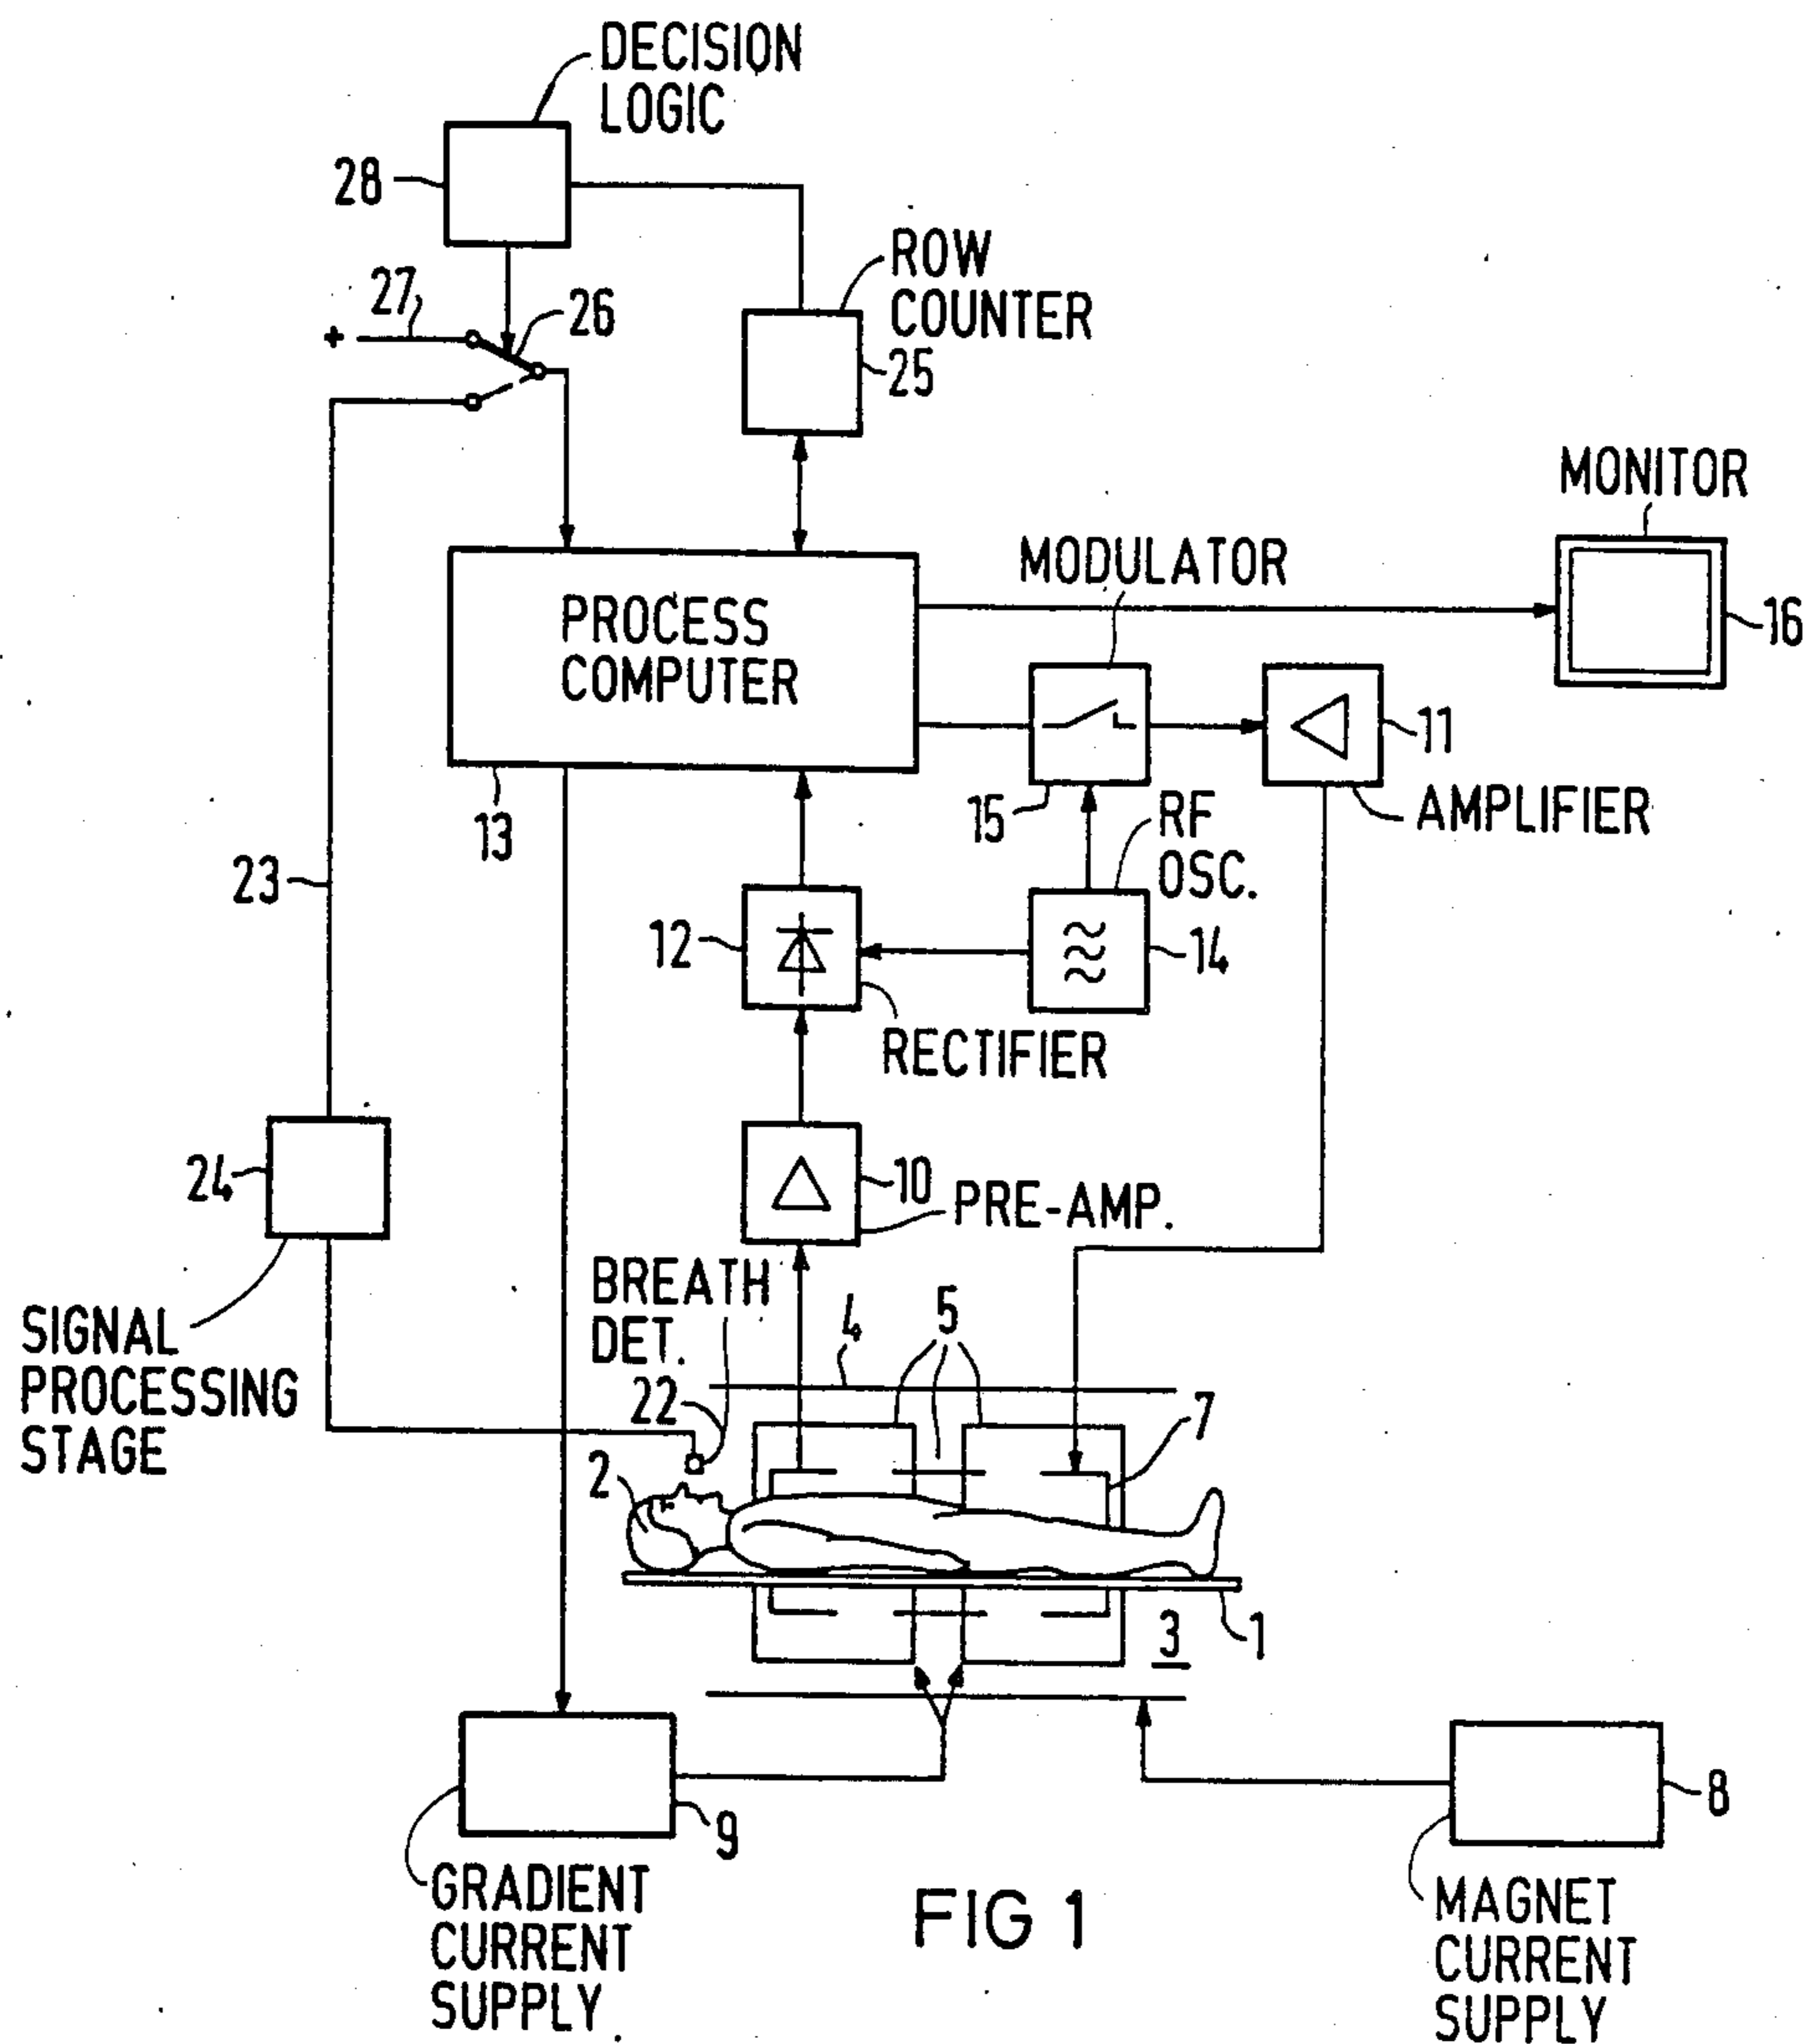 DECISION
LOGIC
28
ROW
COUNTER
27
26
+
25
MONITOR
MODULATOR
PROCESS
COMPUTER
16
11
15
RF
OSC.
AMPLIFIER
13
23
12
14
RECTIFIER
24
10
PRE-AMP.
BREATH
DET.
4
5
SIGNAL
PROCESSING
STAGE
22
7
2
3
1
9
8
GRADIENT
CURRENT
SUPPLY
FIG 1
MAGNET
CURRENT
SUPPLY